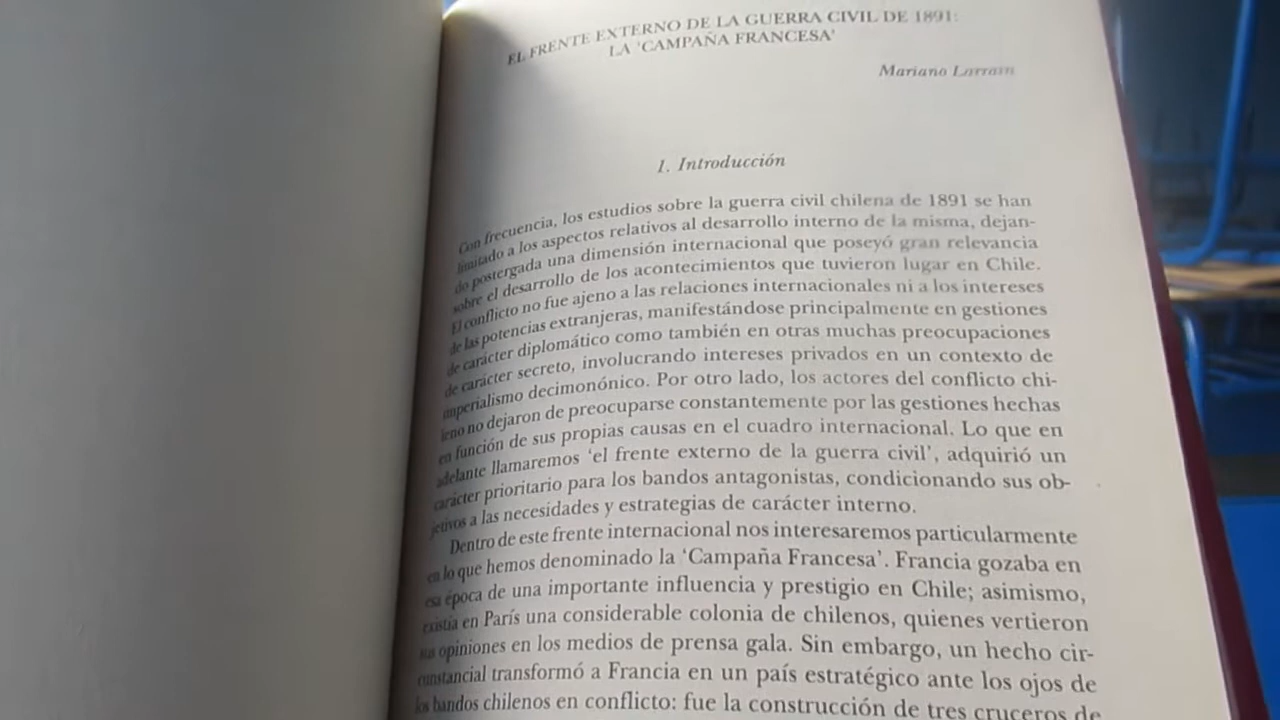 EL FRENTE EXTERNO DE LA GUERRA CIVIL DE 1891:
LA 'CAMPAÑA FRANCESA'
Mariano Larraín
1. Introducción
Con frecuencia, los estudios sobre la guerra civil chilena de 1891 se han
limitado a los aspectos relativos al desarrollo interno de la misma, dejan-
do postergada una dimensión internacional que poseyó gran relevancia
sobre el desarrollo de los acontecimientos que tuvieron lugar en Chile.
El conflicto no fue ajeno a las relaciones internacionales ni a los intereses
de las potencias extranjeras, manifestándose principalmente en gestiones
de carácter diplomático como también en otras muchas preocupaciones
de carácter secreto, involucrando intereses privados en un contexto de
imperialismo decimonónico. Por otro lado, los actores del conflicto chi-
leno no dejaron de preocuparse constantemente por las gestiones hechas
en función de sus propias causas en el cuadro internacional. Lo que en
adelante llamaremos 'el frente externo de la guerra civil', adquirió un
carácter prioritario para los bandos antagonistas, condicionando sus ob-
jetivos a las necesidades y estrategias de carácter interno.
Dentro de este frente internacional nos interesaremos particularmente
en lo que hemos denominado la 'Campaña Francesa'. Francia gozaba en
esa época de una importante influencia y prestigio en Chile; asimismo,
existía en París una considerable colonia de chilenos, quienes vertieron
sus opiniones en los medios de prensa gala. Sin embargo, un hecho cir-
cunstancial transformó a Francia en un país estratégico ante los ojos de
los bandos chilenos en conflicto: fue la construcción de tres cruceros de